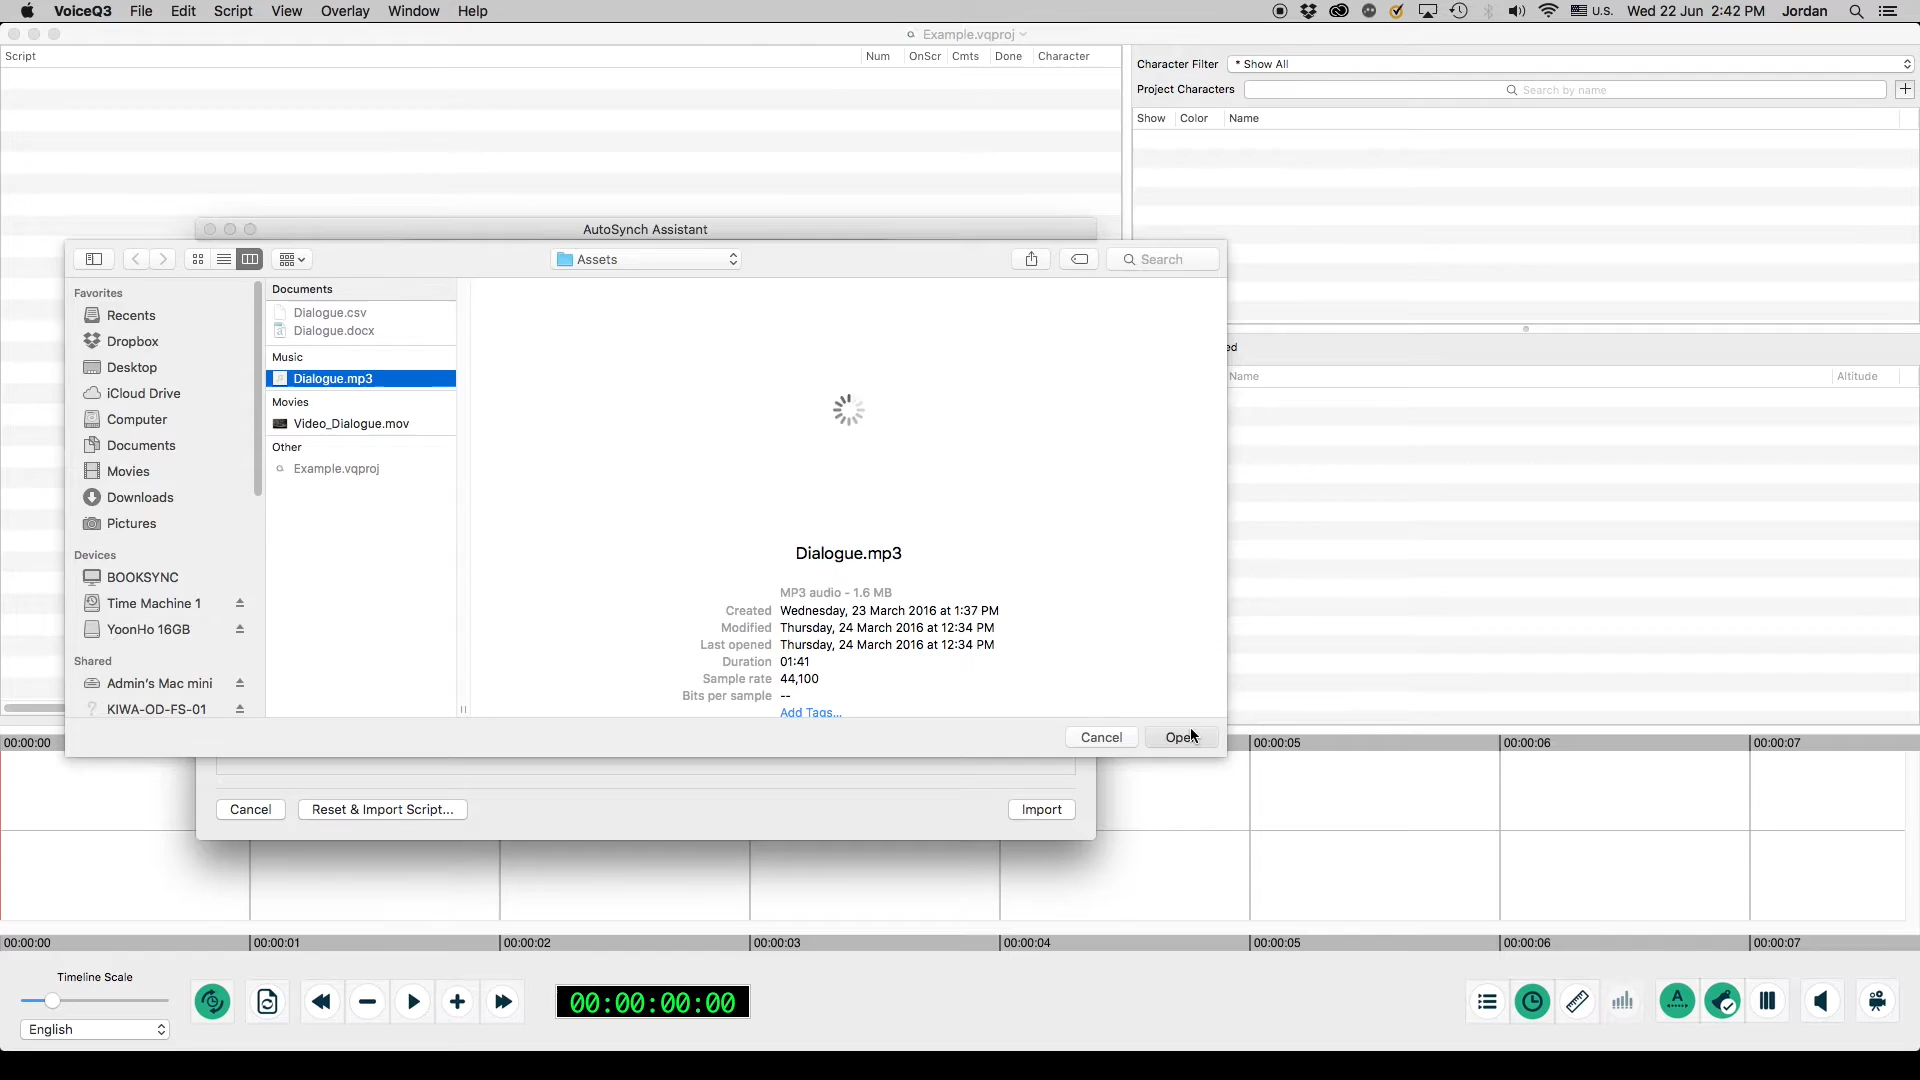 VoiceQ3 File Edit Script View Overlay Window Help U.S. Wed 22 Jun 2:42 PM Jordan
Example.vqproj
Script Num OnScr Cmts Done Character
Character Filter * Show All
Project Characters Search by name
Show Color Name
AutoSynch Assistant
Assets Search
Favorites
Recents
Dropbox
Desktop
iCloud Drive
Computer
Documents
Movies
Downloads
Pictures
Devices
BOOKSYNC
Time Machine 1
YoonHo 16GB
Shared
Admin's Mac mini
KIWA-OD-FS-01
Documents
Dialogue.csv
Dialogue.docx
Music
Dialogue.mp3
Movies
Video_Dialogue.mov
Other
Example.vqproj
Dialogue.mp3
MP3 audio - 1.6 MB
Created Wednesday, 23 March 2016 at 1:37 PM
Modified Thursday, 24 March 2016 at 12:34 PM
Last opened Thursday, 24 March 2016 at 12:34 PM
Duration 01:41
Sample rate 44,100
Bits per sample --
Add Tags...
Cancel Open
ed
Name Altitude
00:00:00 00:00:05 00:00:06 00:00:07
Cancel Reset & Import Script... Import
00:00:00 00:00:01 00:00:02 00:00:03 00:00:04 00:00:05 00:00:06 00:00:07
Timeline Scale
English
00:00:00:00
A